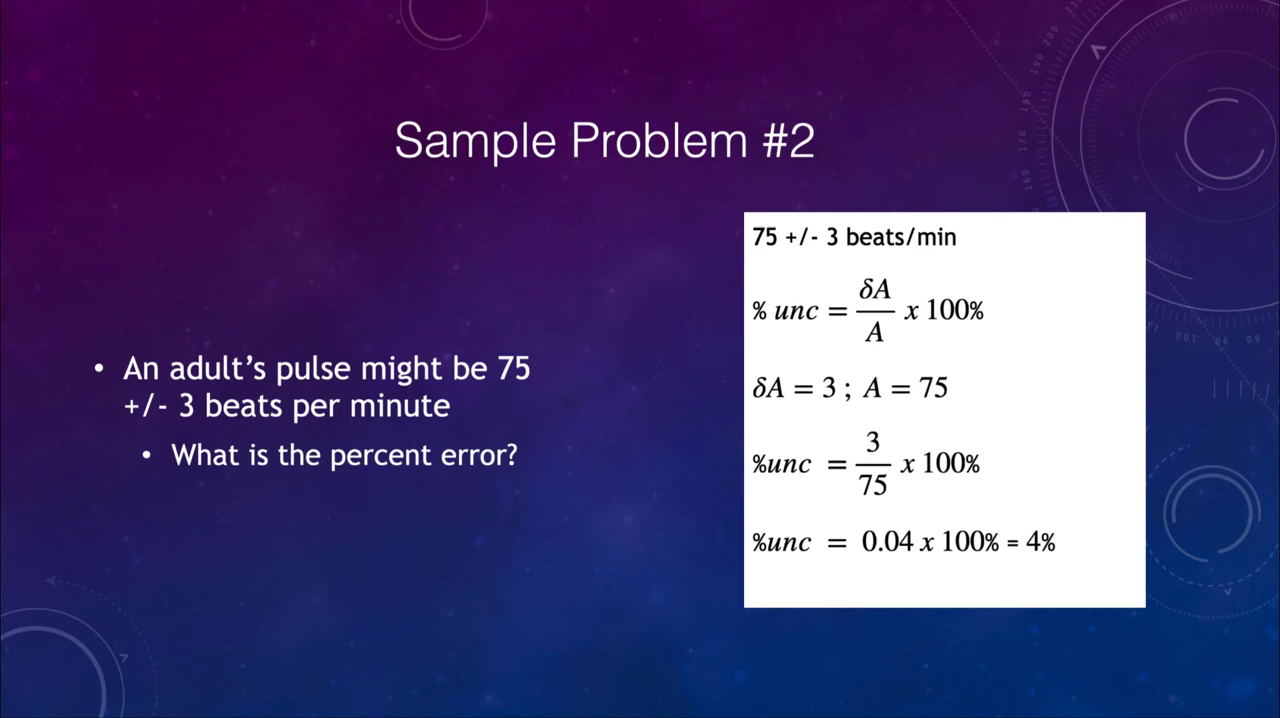 Sample Problem #2
• An adult’s pulse might be 75
+/- 3 beats per minute
• What is the percent error?
75 +/- 3 beats/min
% unc = δA/A x 100%
δA = 3 ; A = 75
%unc = 3/75 x 100%
%unc = 0.04 x 100% = 4%